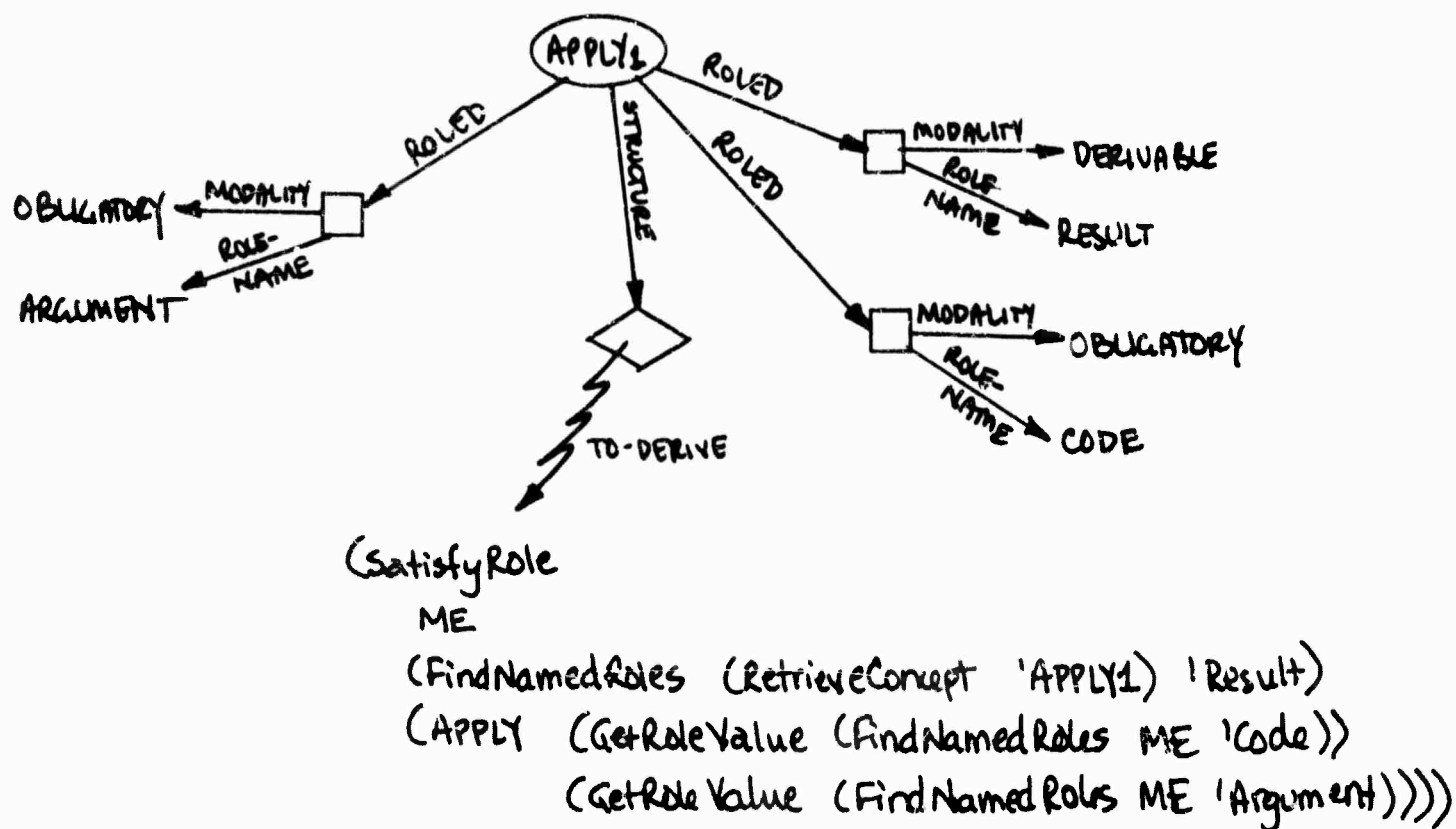 APPLY1
ROLED
ROLED
STRUCTURE
ROLED
MODALITY
DERIVABLE
ROLE
NAME
RESULT
OBLIGATORY
MODALITY
ROLE-
NAME
ARGUMENT
MODALITY
OBLIGATORY
ROLE-
NAME
CODE
TO-DERIVE
(SatisfyRole
ME
(FindNamedRoles (RetrieveConcept 'APPLY1) 'Result)
(APPLY (GetRoleValue (FindNamedRoles ME 'Code))
(GetRoleValue (FindNamedRoles ME 'Argument))))